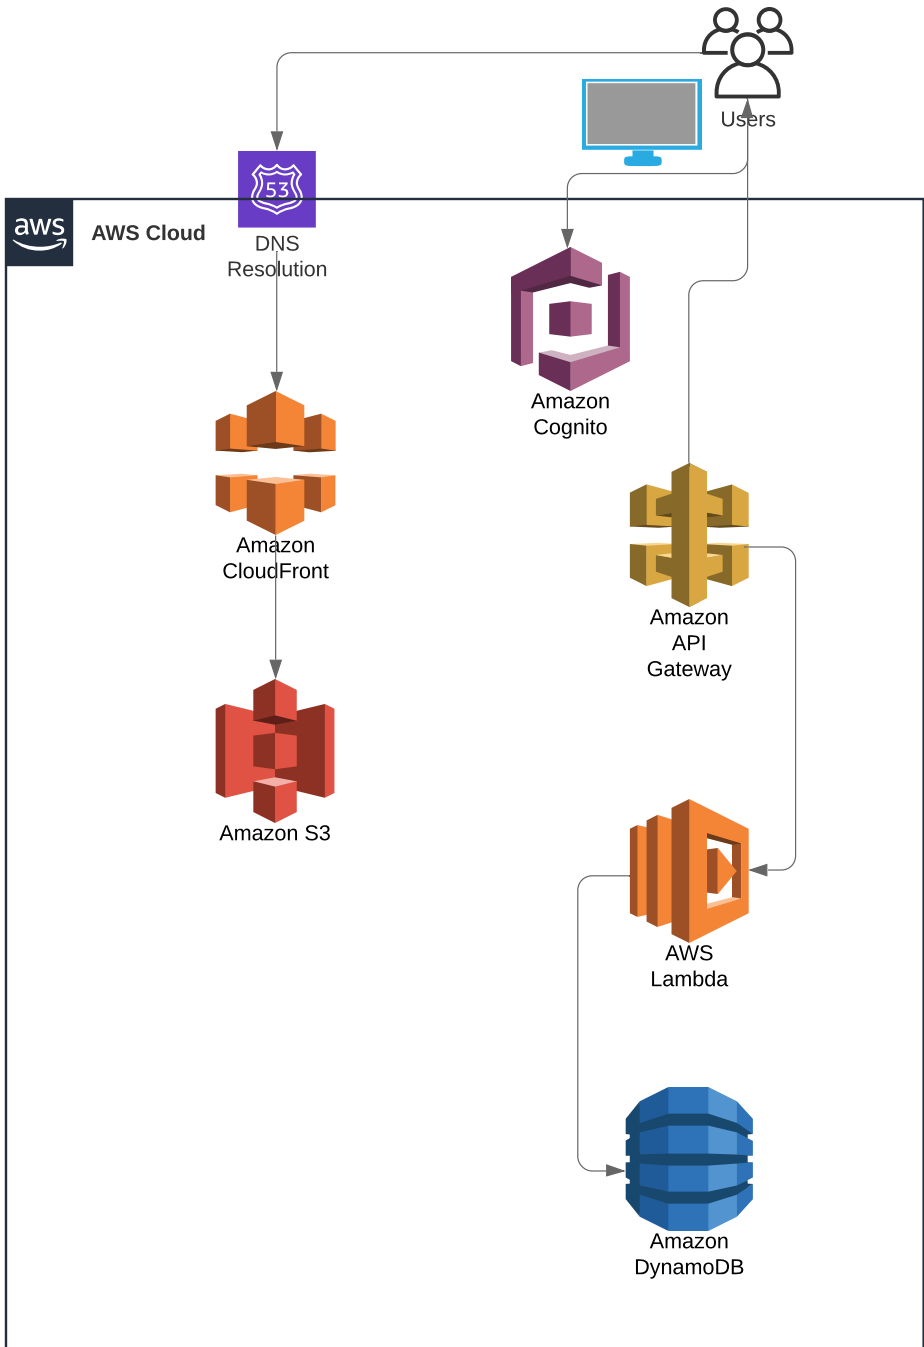 Users
53
aws
AWS Cloud
DNS
Resolution
Amazon
Cognito
Amazon
CloudFront
Amazon
API
Gateway
Amazon S3
AWS
Lambda
Amazon
DynamoDB